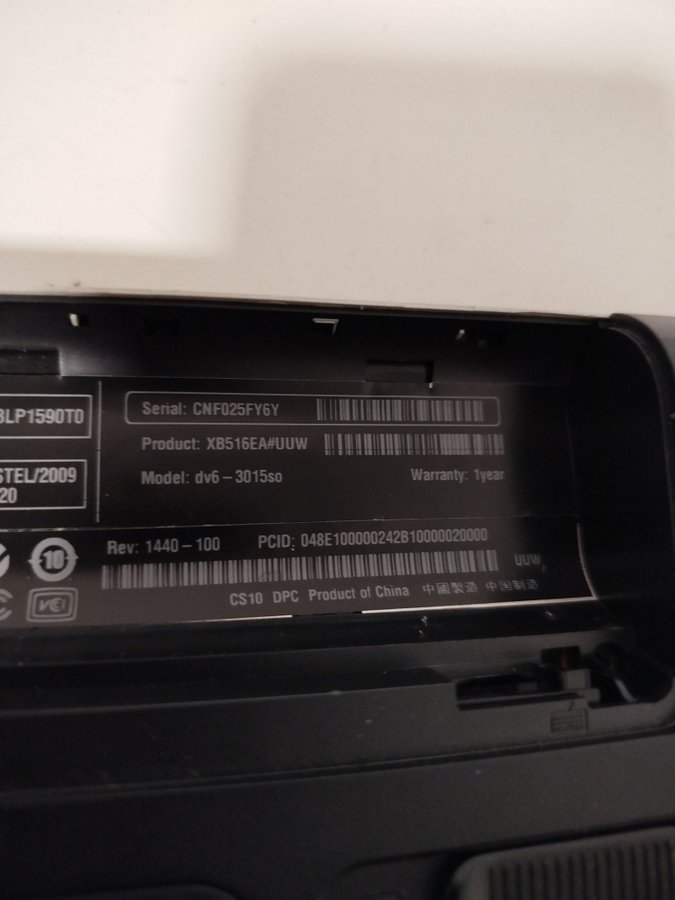 BLP1590T0
STEL/2009
20
Serial: CNF025FY6Y
Product: XB516EA#UUW
Model: dv6-3015so
Warranty: 1year
Rev: 1440-100
PCID: 048E100000242B10000020000
UUW
10
CS10 DPC Product of China 中國製造 中国制造